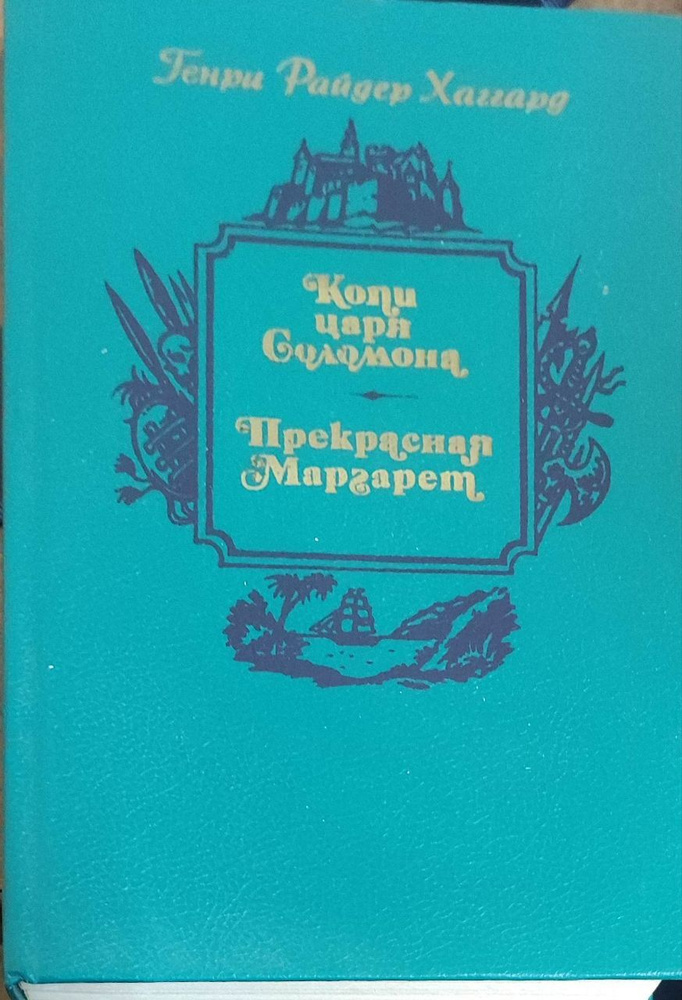 Генри Райдер Хаггард
Копи
царя
Соломона
Прекрасная
Маргарет